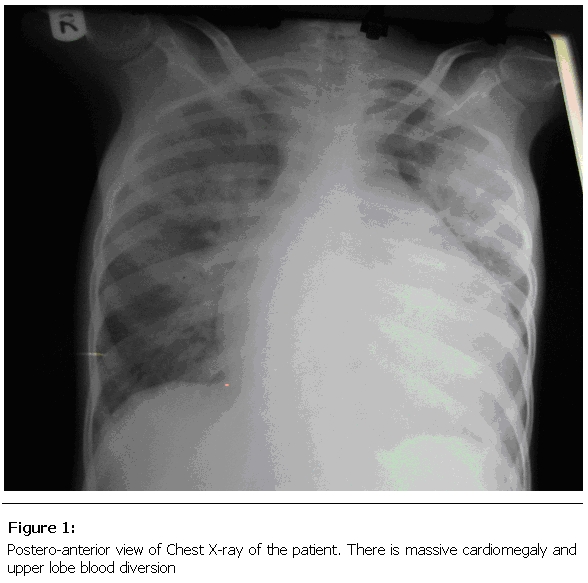 R
Figure 1:
Postero-anterior view of Chest X-ray of the patient. There is massive cardiomegaly and
upper lobe blood diversion